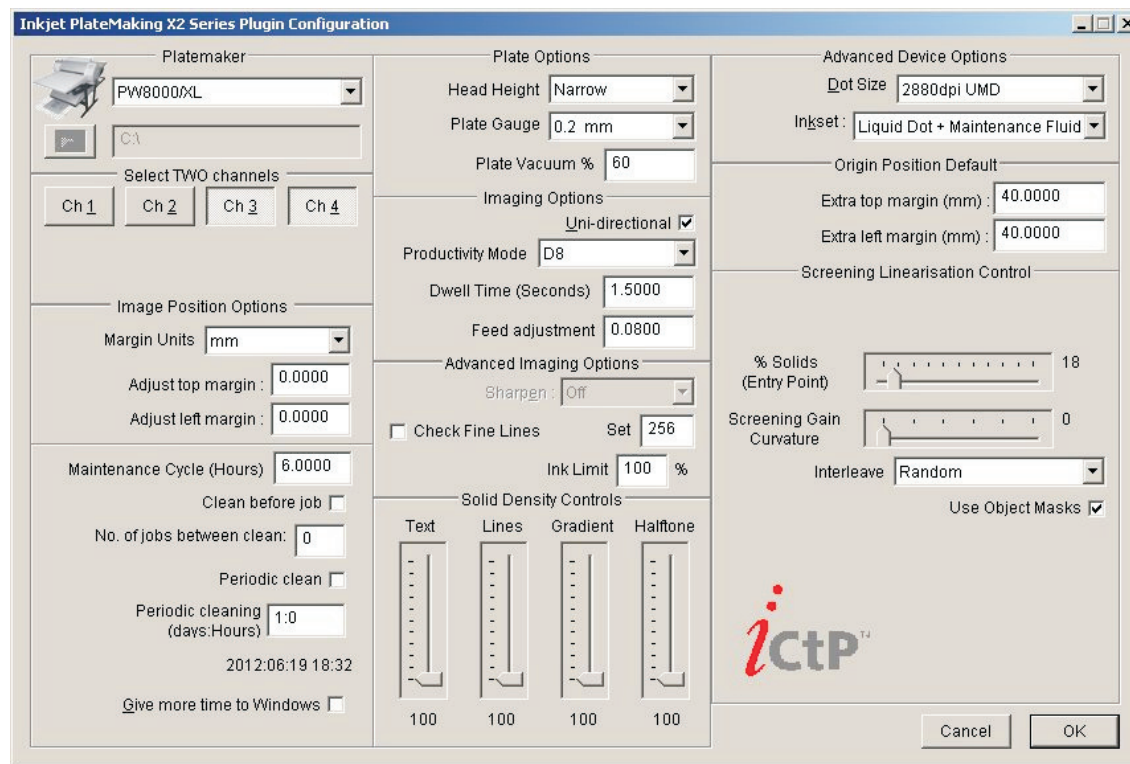 Inkjet PlateMaking X2 Series Plugin Configuration
Platemaker
PW8000/XL
C:\
Select TWO channels
Ch 1
Ch 2
Ch 3
Ch 4
Image Position Options
Margin Units mm
Adjust top margin : 0.0000
Adjust left margin : 0.0000
Maintenance Cycle (Hours) 6.0000
Clean before job
No. of jobs between clean: 0
Periodic clean
Periodic cleaning
(days:Hours) 1:0
2012:06:19 18:32
Give more time to Windows
Plate Options
Head Height Narrow
Plate Gauge 0.2 mm
Plate Vacuum % 60
Imaging Options
Uni-directional
Productivity Mode D8
Dwell Time (Seconds) 1.5000
Feed adjustment 0.0800
Advanced Imaging Options
Sharpen : Off
Check Fine Lines Set 256
Ink Limit 100 %
Solid Density Controls
Text Lines Gradient Halftone
100 100 100 100
Advanced Device Options
Dot Size 2880dpi UMD
Inkset : Liquid Dot + Maintenance Fluid
Origin Position Default
Extra top margin (mm) : 40.0000
Extra left margin (mm) : 40.0000
Screening Linearisation Control
% Solids
(Entry Point) 18
Screening Gain
Curvature 0
Interleave Random
Use Object Masks
iCtP™
Cancel
OK